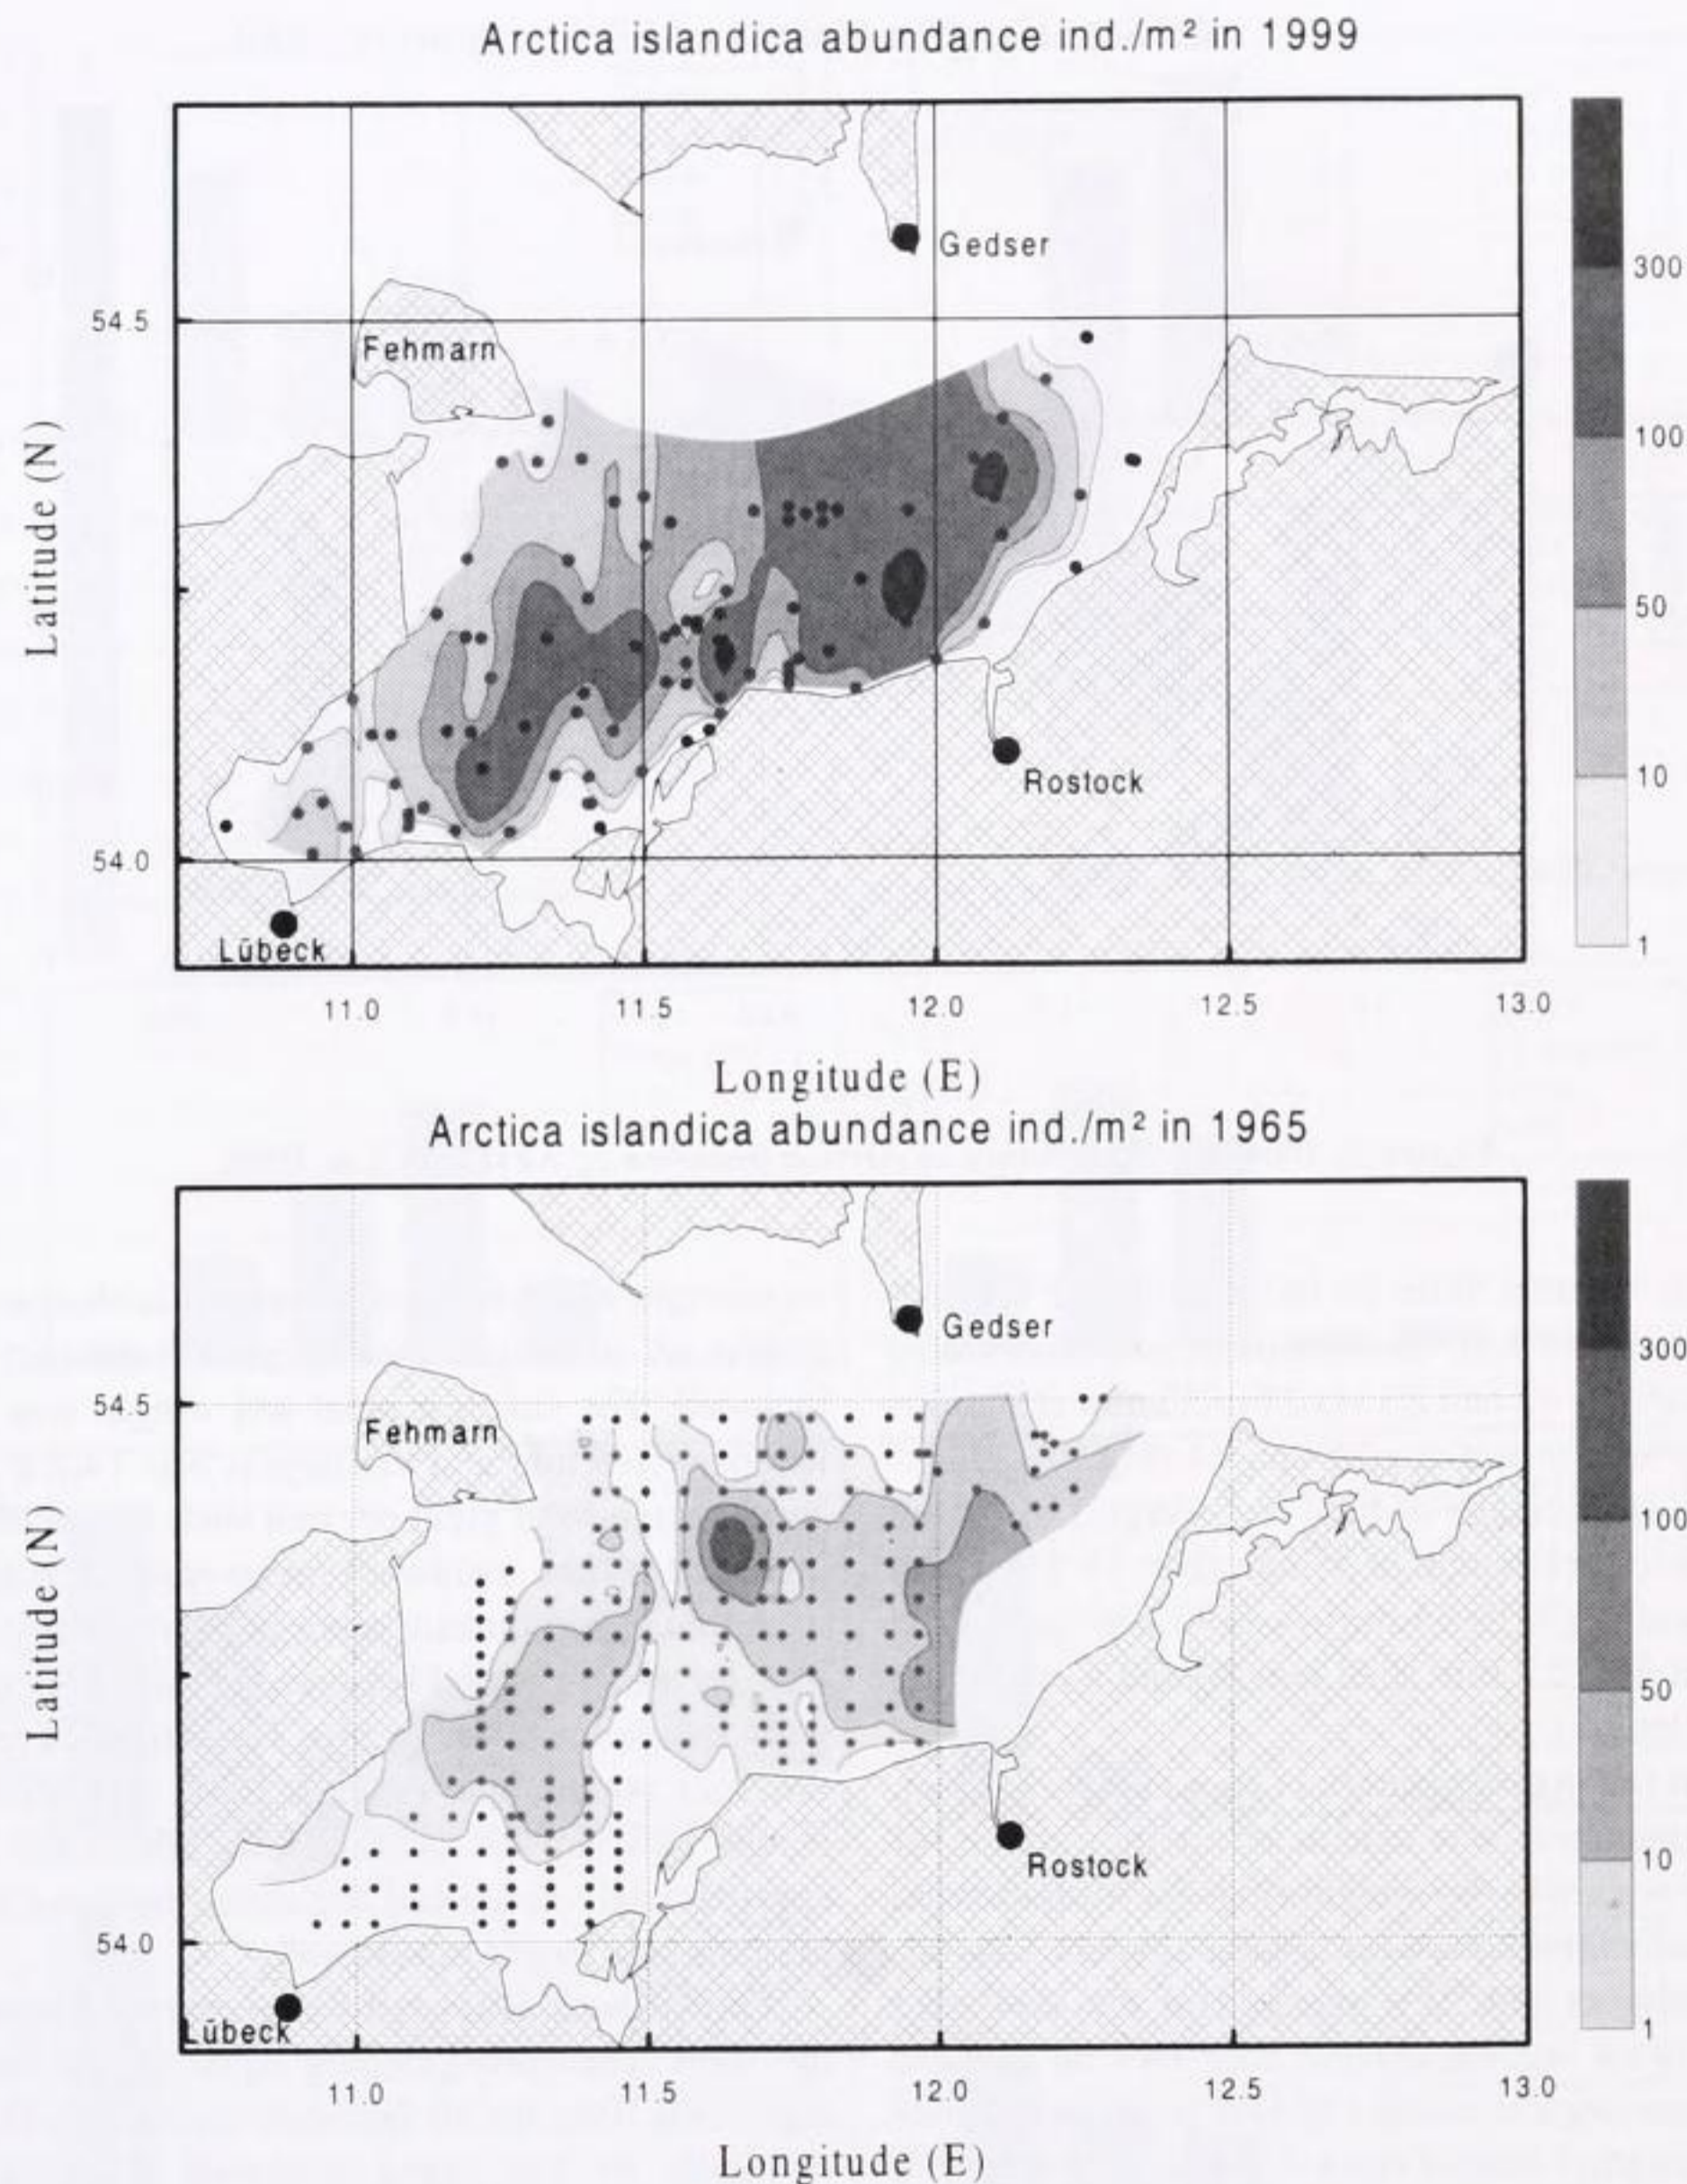 Arctica islandica abundance ind./m² in 1999
Gedser
300
54.5
Fehmarn
100
Latitude (N)
50
Rostock
10
54.0
Lübeck
1
11.0 11.5 12.0 12.5 13.0
Longitude (E)
Arctica islandica abundance ind./m² in 1965
Gedser
300
54.5
Fehmarn
100
Latitude (N)
50
Rostock
10
54.0
Lübeck
1
11.0 11.5 12.0 12.5 13.0
Longitude (E)